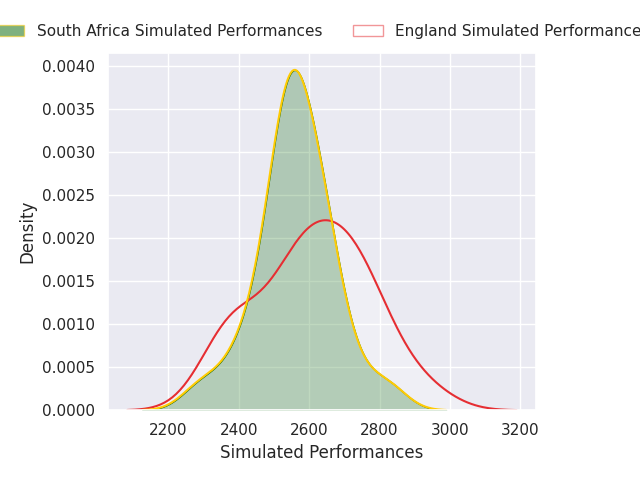 South Africa Simulated Performances
England Simulated Performance
0.0040
0.0035
0.0030
0.0025
0.0020
0.0015
0.0010
0.0005
0.0000
Density
2200 2400 2600 2800 3000 3200
Simulated Performances